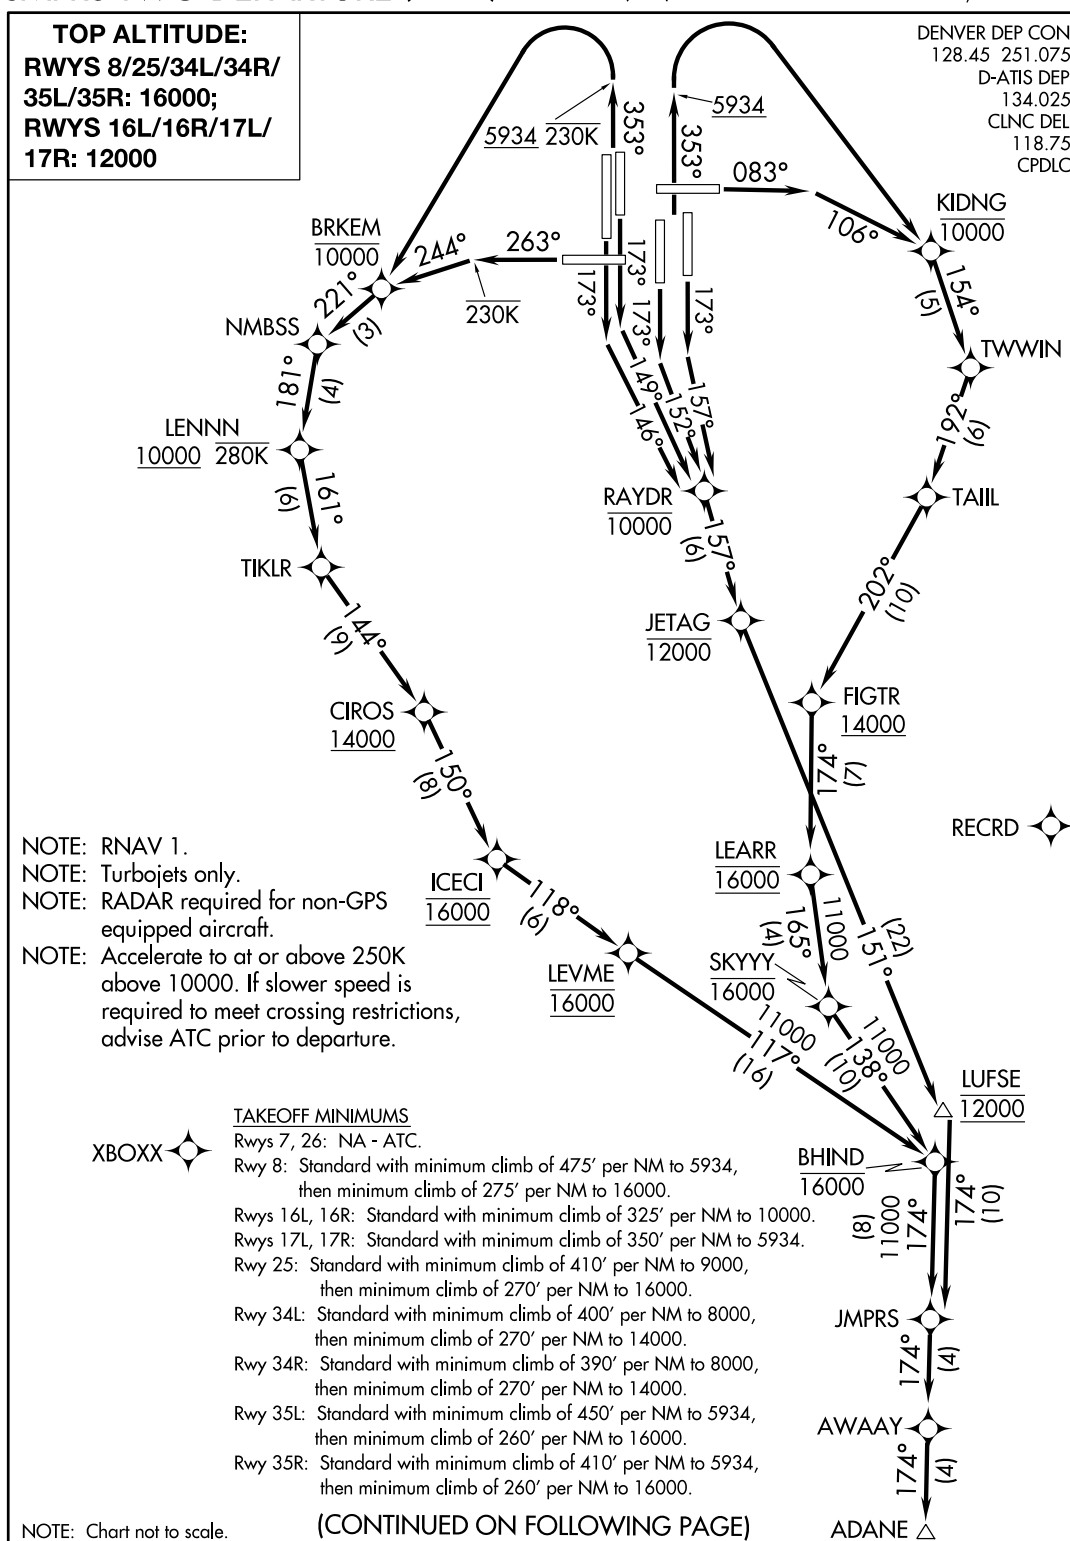 TOP ALTITUDE:
RWYS 8/25/34L/34R/
35L/35R: 16000;
RWYS 16L/16R/17L/
17R: 12000
DENVER DEP CON
128.45 251.075
D-ATIS DEP
134.025
CLNC DEL
118.75
CPDLC
5934 230K
353°
353°
5934
083°
106°
KIDNG
10000
BRKEM
10000
244°
263°
230K
221°
(3)
173°
173°
173°
173°
154°
(5)
NMBSS
TWWIN
181°
(4)
149°
146°
152°
157°
192°
(6)
LENNN
10000 280K
RAYDR
10000
TAIIL
161°
(9)
157°
(6)
202°
(10)
TIKLR
JETAG
12000
144°
(9)
FIGTR
14000
CIROS
14000
174°
(7)
150°
(8)
RECRD
NOTE: RNAV 1.
NOTE: Turbojets only.
NOTE: RADAR required for non-GPS
equipped aircraft.
NOTE: Accelerate to at or above 250K
above 10000. If slower speed is
required to meet crossing restrictions,
advise ATC prior to departure.
LEARR
16000
ICECI
16000
118°
(6)
11000
165°
(4)
(22)
151°
LEVME
16000
SKYYY
16000
11000
117°
(16)
11000
138°
(10)
LUFSE
12000
XBOXX
BHIND
16000
174°
(10)
11000
174°
(8)
TAKEOFF MINIMUMS
Rwys 7, 26: NA - ATC.
Rwy 8: Standard with minimum climb of 475' per NM to 5934,
then minimum climb of 275' per NM to 16000.
Rwys 16L, 16R: Standard with minimum climb of 325' per NM to 10000.
Rwys 17L, 17R: Standard with minimum climb of 350' per NM to 5934.
Rwy 25: Standard with minimum climb of 410' per NM to 9000,
then minimum climb of 270' per NM to 16000.
Rwy 34L: Standard with minimum climb of 400' per NM to 8000,
then minimum climb of 270' per NM to 14000.
Rwy 34R: Standard with minimum climb of 390' per NM to 8000,
then minimum climb of 270' per NM to 14000.
Rwy 35L: Standard with minimum climb of 450' per NM to 5934,
then minimum climb of 260' per NM to 16000.
Rwy 35R: Standard with minimum climb of 410' per NM to 5934,
then minimum climb of 260' per NM to 16000.
JMPRS
174°
(4)
AWAAY
174°
(4)
ADANE
NOTE: Chart not to scale.
(CONTINUED ON FOLLOWING PAGE)